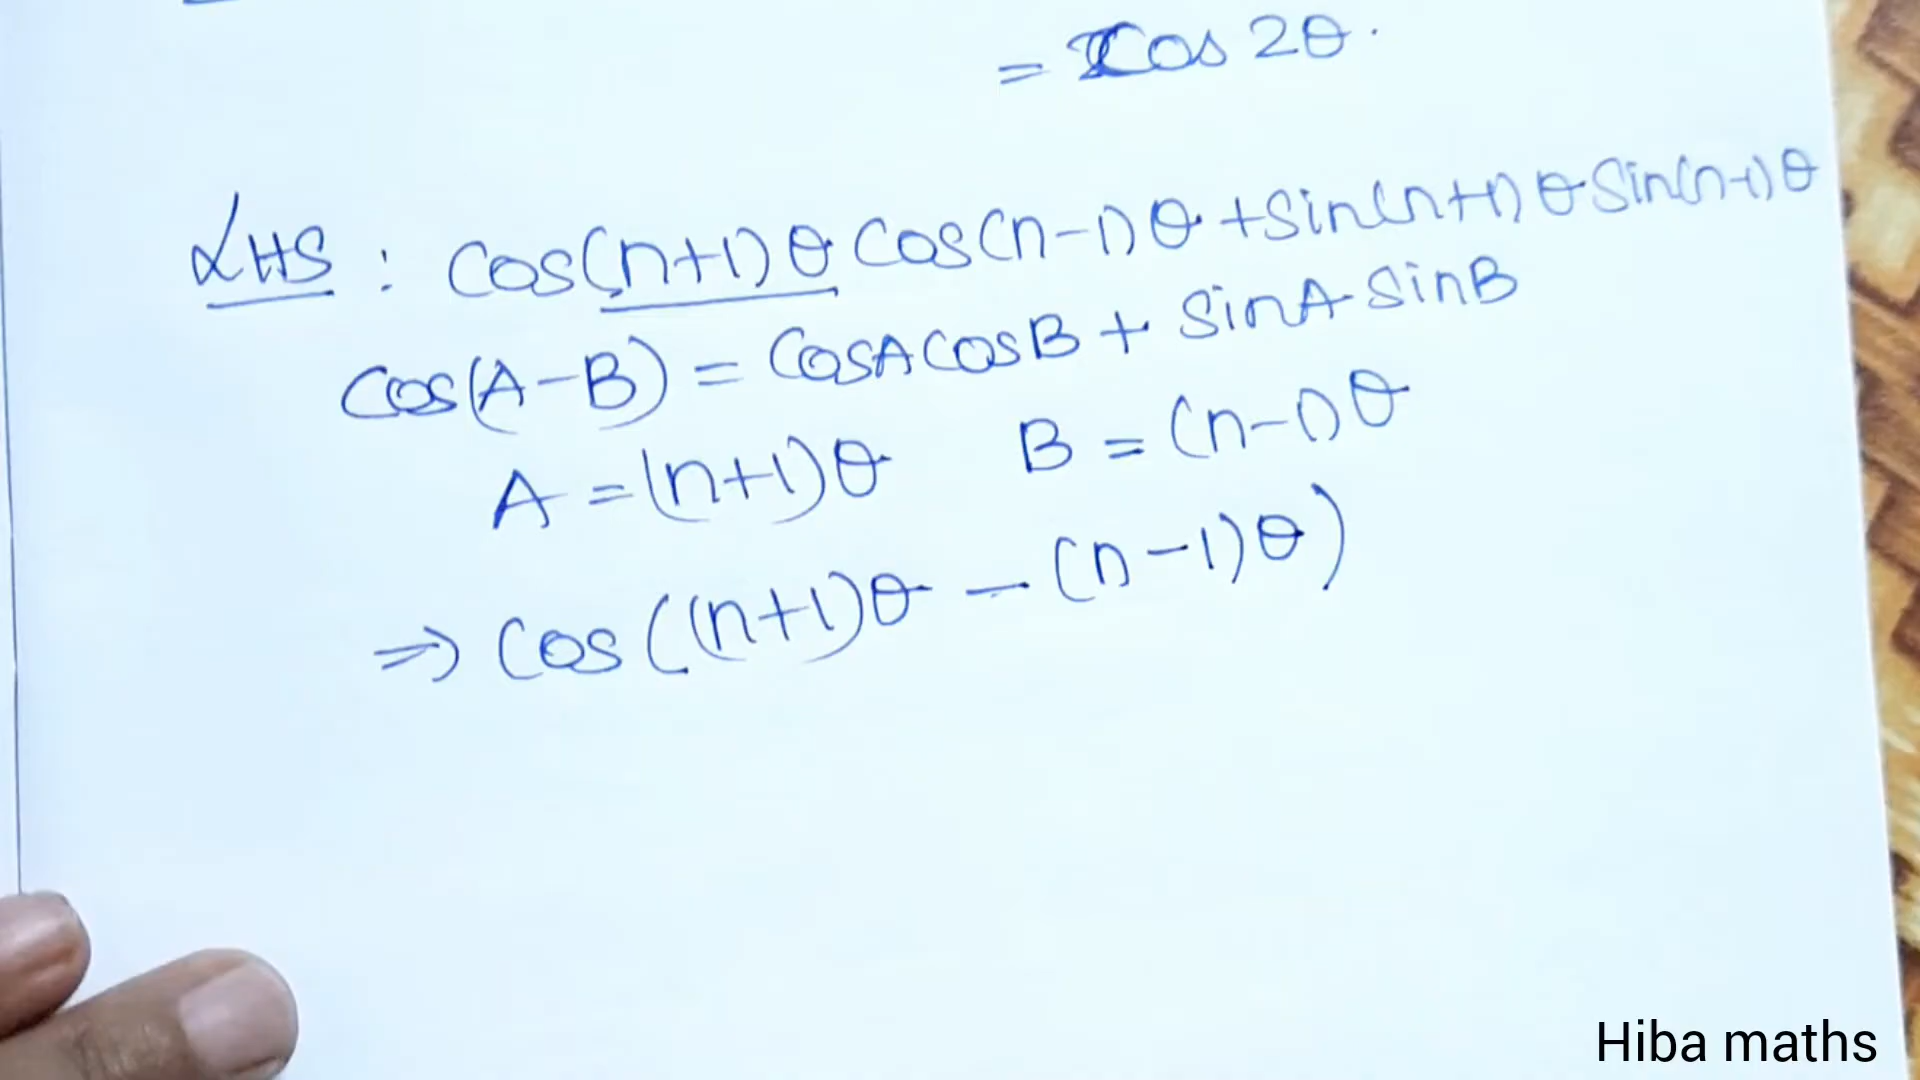 = Cos 2θ.
LHS : Cos(n+1)θ Cos(n-1)θ + Sin(n+1)θ Sin(n-1)θ
Cos(A-B) = CosA CosB + SinA SinB
A = (n+1)θ B = (n-1)θ
⇒ Cos((n+1)θ - (n-1)θ)
Hiba maths